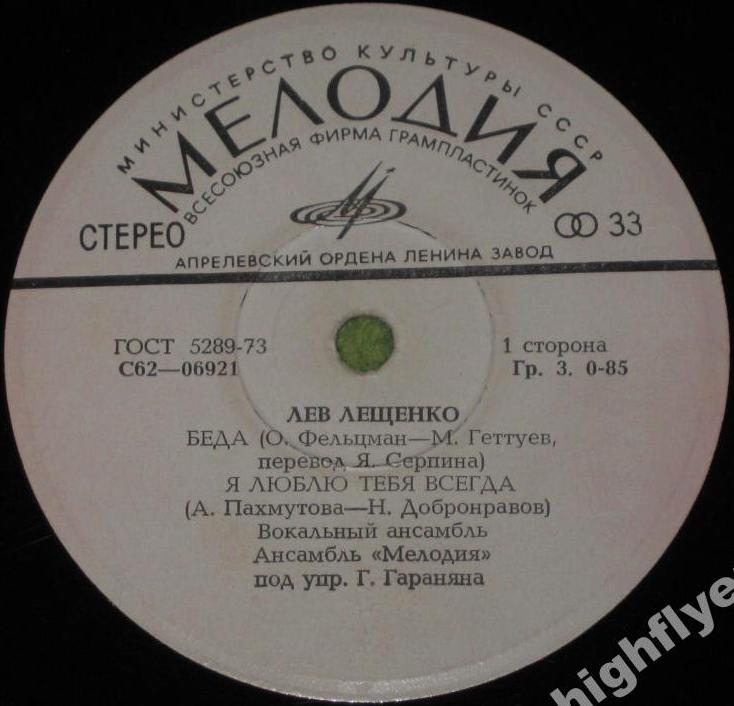 МИНИСТЕРСТВО КУЛЬТУРЫ СССР
МЕЛОДИЯ
ВСЕСОЮЗНАЯ ФИРМА ГРАМПЛАСТИНОК
СТЕРЕО
33
АПРЕЛЕВСКИЙ ОРДЕНА ЛЕНИНА ЗАВОД
ГОСТ 5289-73
1 сторона
С62—06921
Гр. 3. 0-85
ЛЕВ ЛЕЩЕНКО
БЕДА (О. Фельцман—М. Геттуев,
перевод Я. Серпина)
Я ЛЮБЛЮ ТЕБЯ ВСЕГДА
(А. Пахмутова—Н. Добронравов)
Вокальный ансамбль
Ансамбль «Мелодия»
под упр. Г. Гараняна
highflye